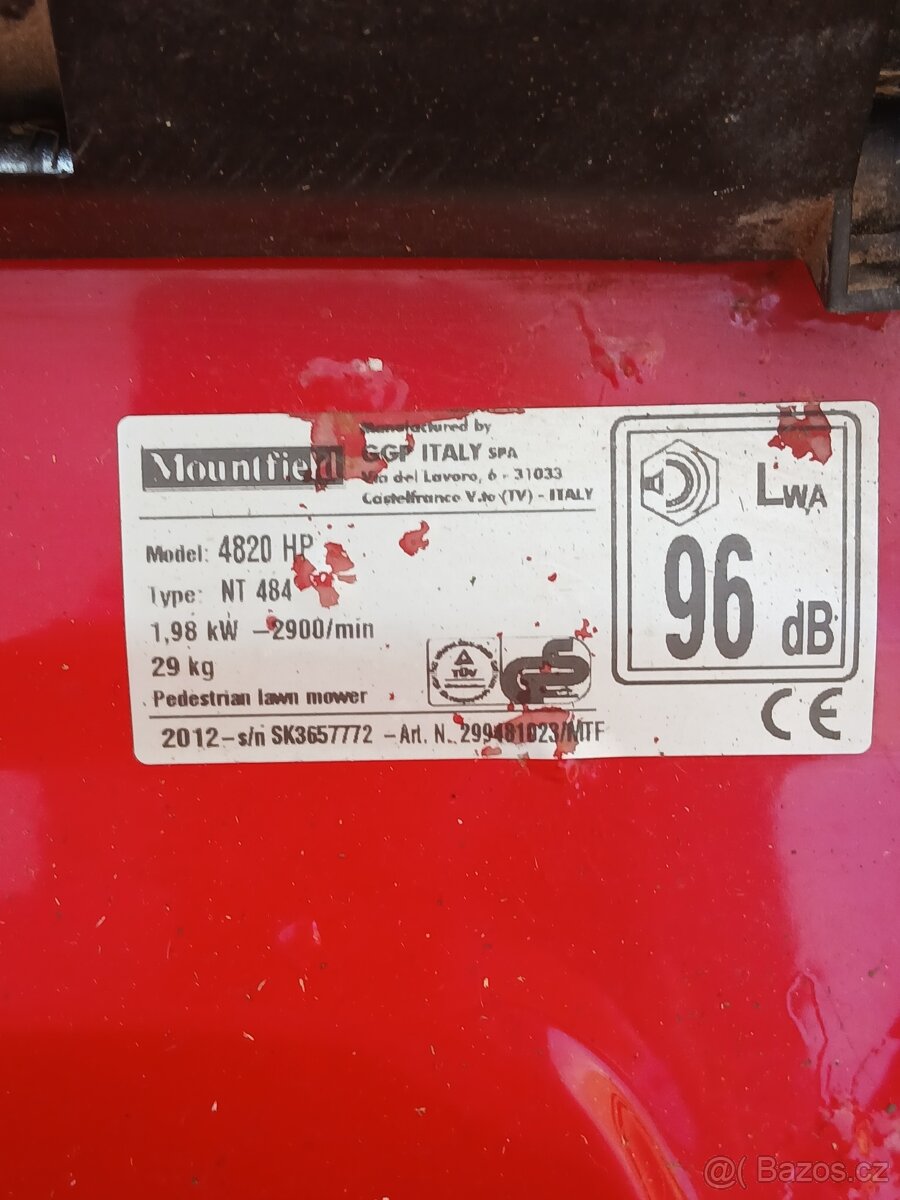 Mountfield
Manufactured by
GGP ITALY SPA
Via del Lavoro, 6 - 31033
Castelfranco V.to (TV) - ITALY
Model: 4820 HP
Type: NT 484
1,98 kW -2900/min
29 kg
Pedestrian lawn mower
2012-s/n SK3657772 -Art. N. 299481023/MTF
TÜV
GS
LWA
96 dB
CE
@( Bazos.cz